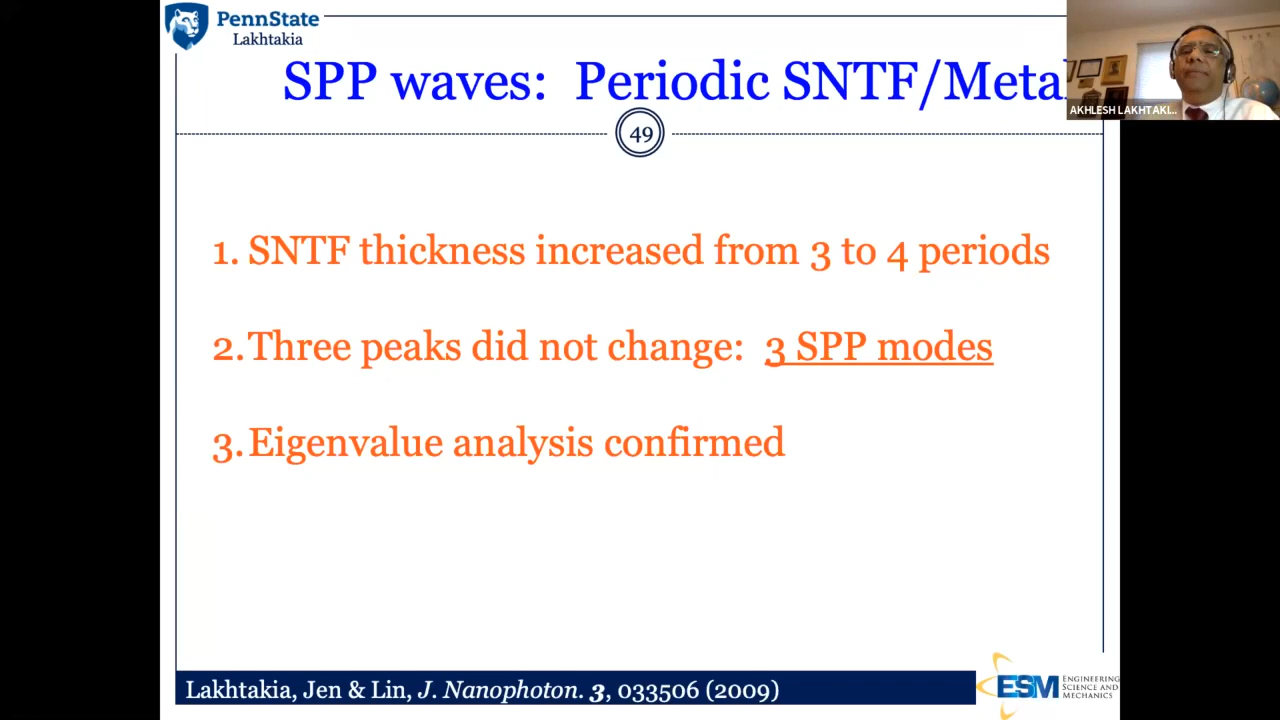 PennState
Lakhtakia
SPP waves: Periodic SNTF/Metal
AKHLESH LAKHTAKI...
49
1. SNTF thickness increased from 3 to 4 periods
2. Three peaks did not change: 3 SPP modes
3. Eigenvalue analysis confirmed
Lakhtakia, Jen & Lin, J. Nanophoton. 3, 033506 (2009)
ESM ENGINEERING
SCIENCE AND
MECHANICS